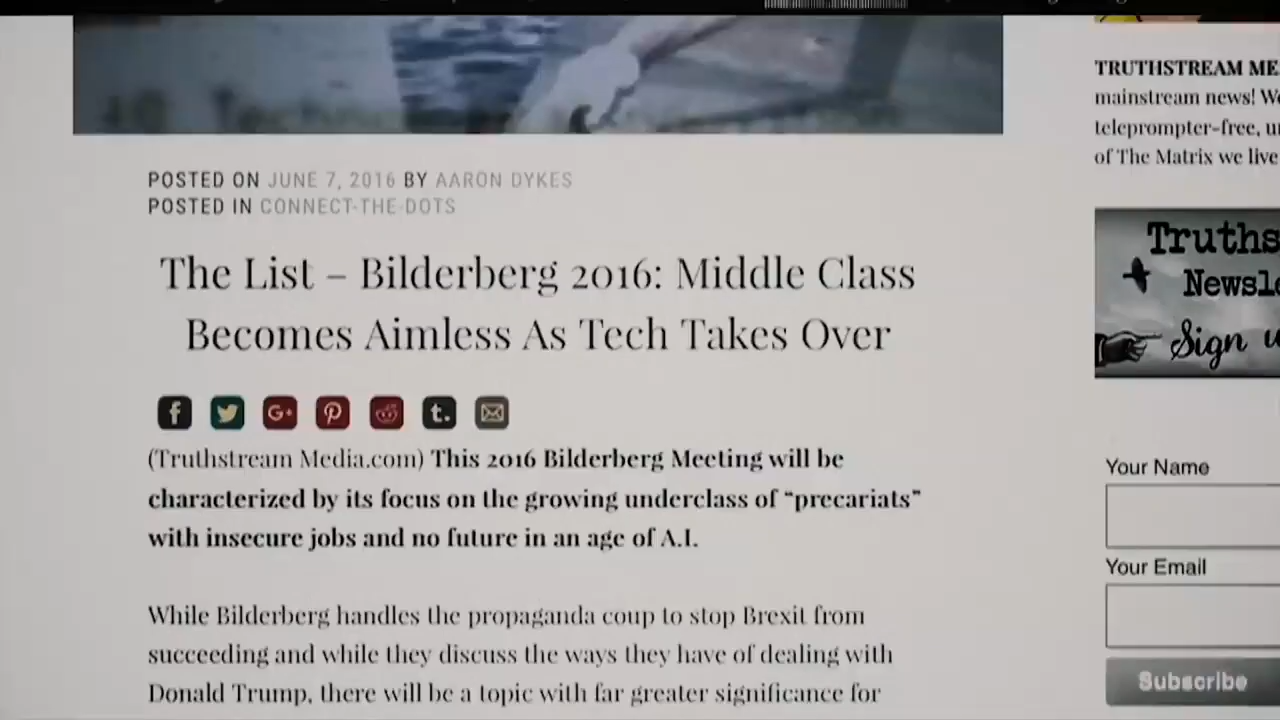 POSTED ON JUNE 7, 2016 BY AARON DYKES
POSTED IN CONNECT-THE-DOTS
The List – Bilderberg 2016: Middle Class
Becomes Aimless As Tech Takes Over
(Truthstream Media.com) This 2016 Bilderberg Meeting will be
characterized by its focus on the growing underclass of “precariats”
with insecure jobs and no future in an age of A.I.
While Bilderberg handles the propaganda coup to stop Brexit from
succeeding and while they discuss the ways they have of dealing with
Donald Trump, there will be a topic with far greater significance for
TRUTHSTREAM ME
mainstream news! We
teleprompter-free, u
of The Matrix we live
Truths
Newsle
Sign u
Your Name
Your Email
Subscribe